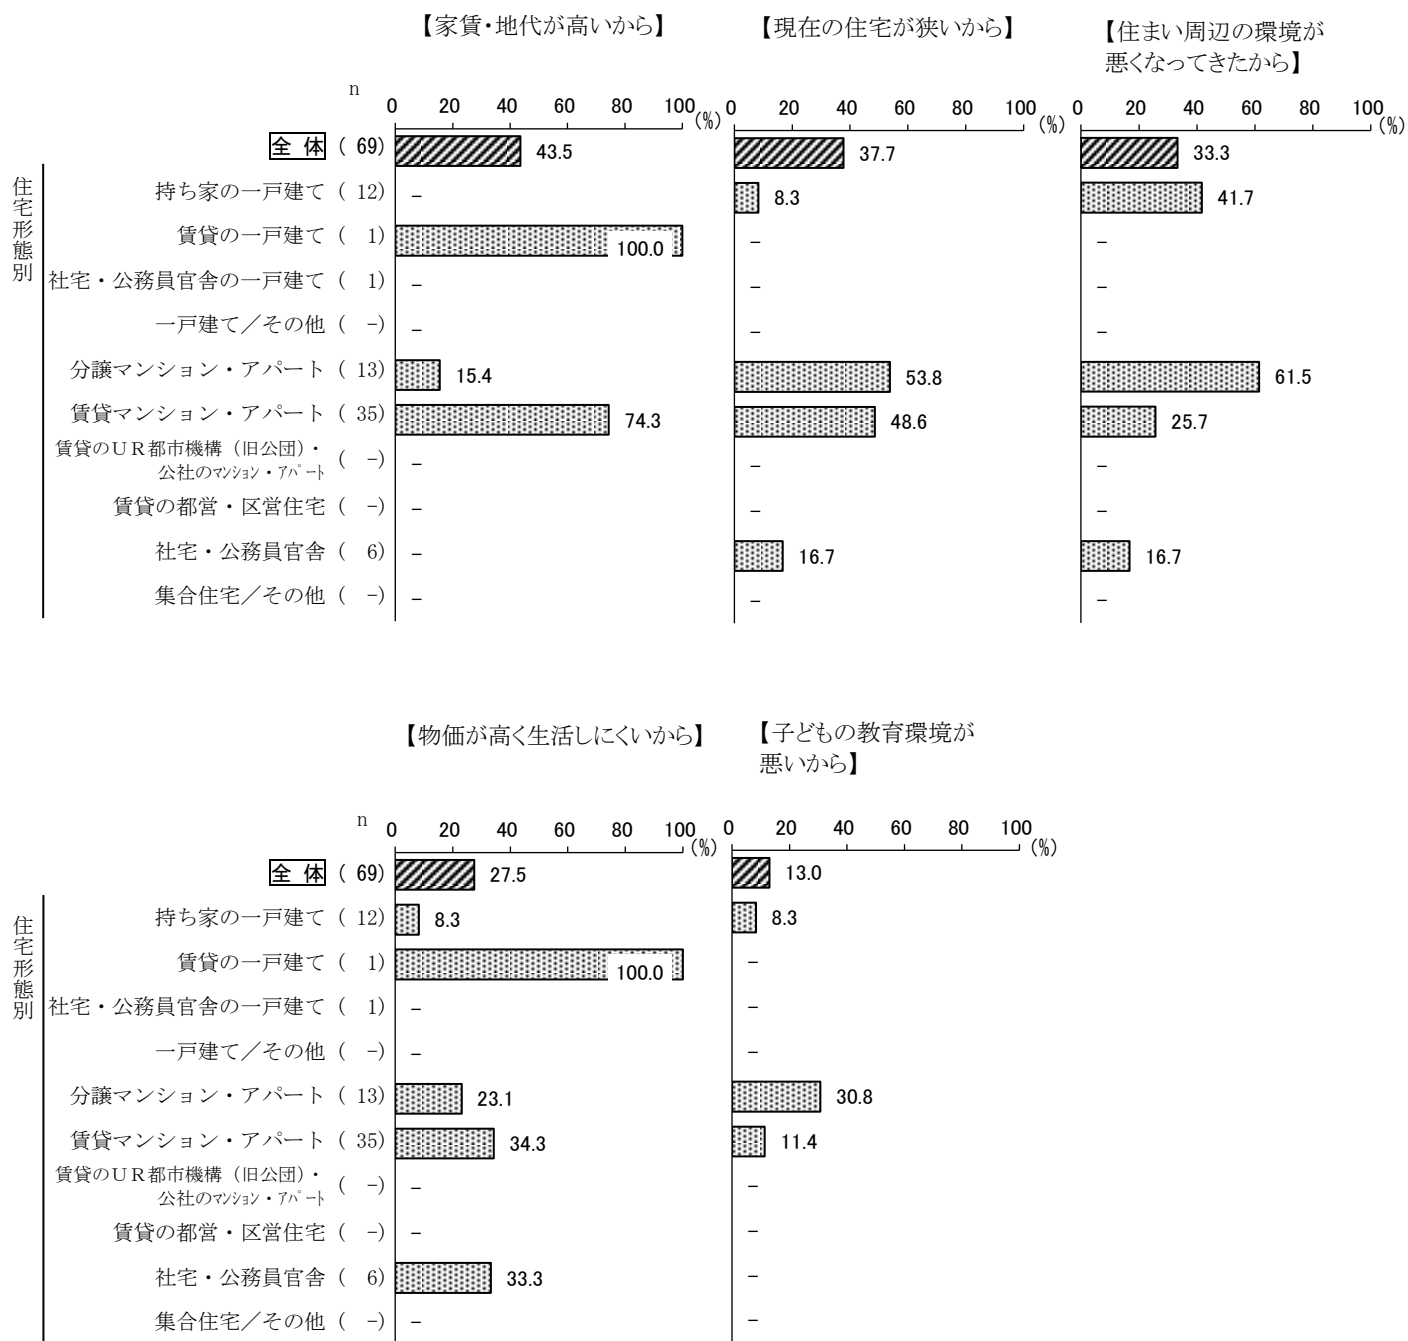 【家賃・地代が高いから】 【現在の住宅が狭いから】 【住まい周辺の環境が
悪くなってきたから】
n
0 20 40 60 80 100 (%) 0 20 40 60 80 100 (%) 0 20 40 60 80 100 (%)
全 体 ( 69) 43.5 37.7 33.3
住宅形態別
持ち家の一戸建て ( 12) - 8.3 41.7
賃貸の一戸建て ( 1) 100.0 - -
社宅・公務員官舎の一戸建て ( 1) - - -
一戸建て／その他 ( -) - - -
分譲マンション・アパート ( 13) 15.4 53.8 61.5
賃貸マンション・アパート ( 35) 74.3 48.6 25.7
賃貸のＵＲ都市機構（旧公団）・
公社のﾏﾝｼｮﾝ・ｱﾊﾟｰﾄ ( -) - - -
賃貸の都営・区営住宅 ( -) - - -
社宅・公務員官舎 ( 6) - 16.7 16.7
集合住宅／その他 ( -) - - -
【物価が高く生活しにくいから】 【子どもの教育環境が
悪いから】
n
0 20 40 60 80 100 (%) 0 20 40 60 80 100 (%)
全 体 ( 69) 27.5 13.0
住宅形態別
持ち家の一戸建て ( 12) 8.3 8.3
賃貸の一戸建て ( 1) 100.0 -
社宅・公務員官舎の一戸建て ( 1) - -
一戸建て／その他 ( -) - -
分譲マンション・アパート ( 13) 23.1 30.8
賃貸マンション・アパート ( 35) 34.3 11.4
賃貸のＵＲ都市機構（旧公団）・
公社のﾏﾝｼｮﾝ・ｱﾊﾟｰﾄ ( -) - -
賃貸の都営・区営住宅 ( -) - -
社宅・公務員官舎 ( 6) 33.3 -
集合住宅／その他 ( -) - -